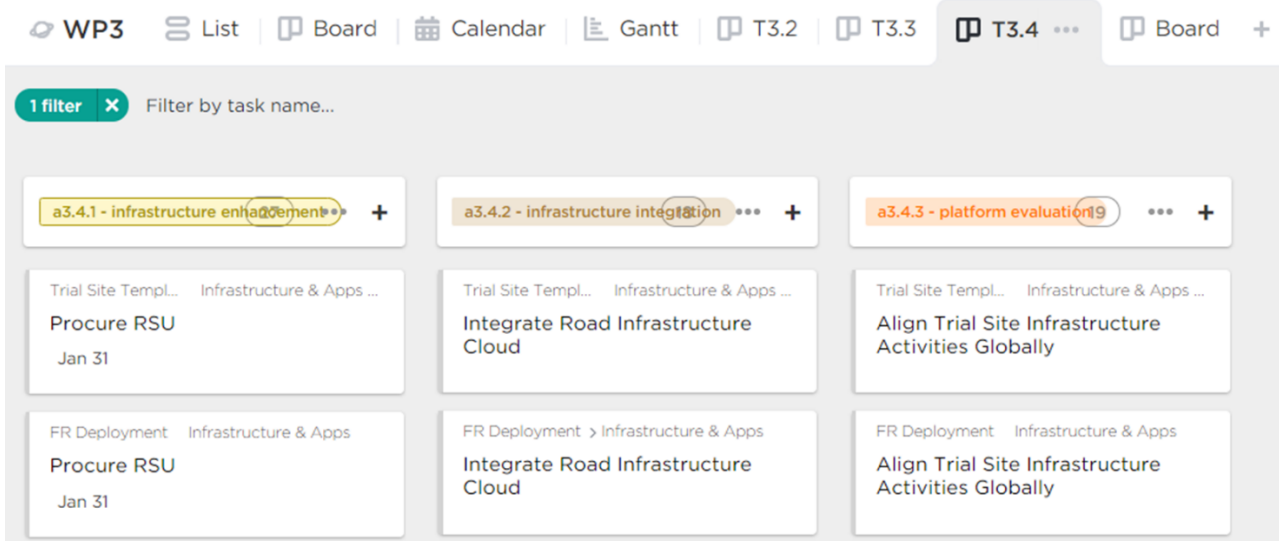 WP3 List Board Calendar Gantt T3.2 T3.3 T3.4 ••• Board +
1 filter × Filter by task name...
a3.4.1 - infrastructure enhancement 27 ••• +
a3.4.2 - infrastructure integration 18 ••• +
a3.4.3 - platform evaluation 19 ••• +
Trial Site Templ... Infrastructure & Apps ...
Procure RSU
Jan 31
Trial Site Templ... Infrastructure & Apps ...
Integrate Road Infrastructure
Cloud
Trial Site Templ... Infrastructure & Apps ...
Align Trial Site Infrastructure
Activities Globally
FR Deployment Infrastructure & Apps
Procure RSU
Jan 31
FR Deployment > Infrastructure & Apps
Integrate Road Infrastructure
Cloud
FR Deployment Infrastructure & Apps
Align Trial Site Infrastructure
Activities Globally